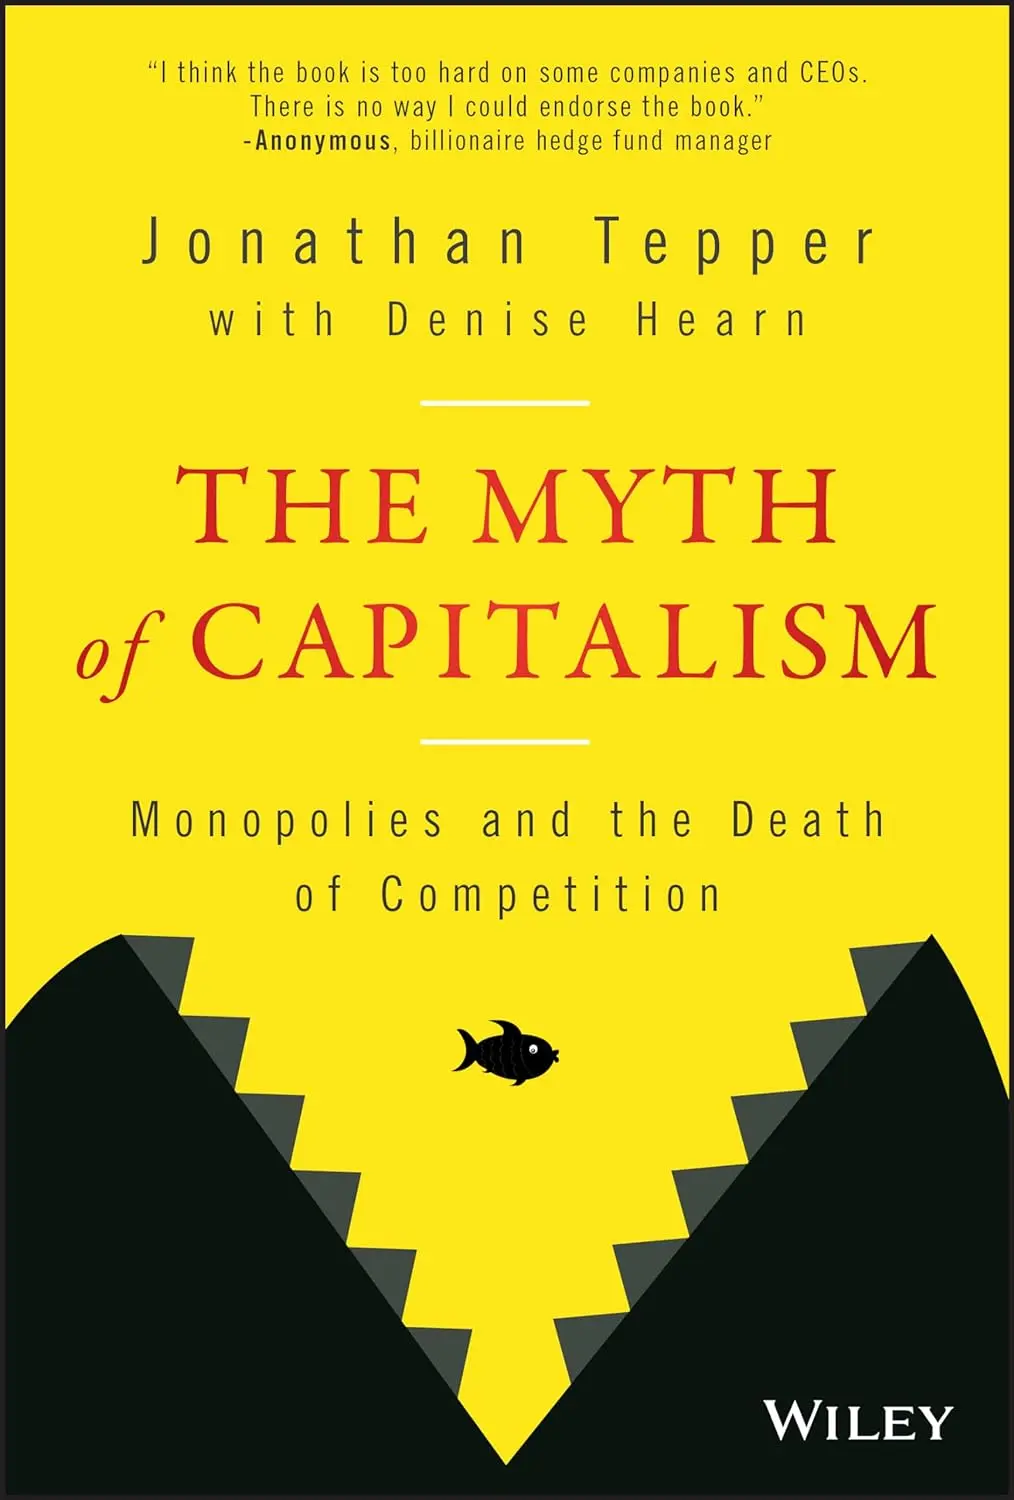 “I think the book is too hard on some companies and CEOs.
There is no way I could endorse the book.”
-Anonymous, billionaire hedge fund manager
Jonathan Tepper
with Denise Hearn
THE MYTH
of CAPITALISM
Monopolies and the Death
of Competition
WILEY